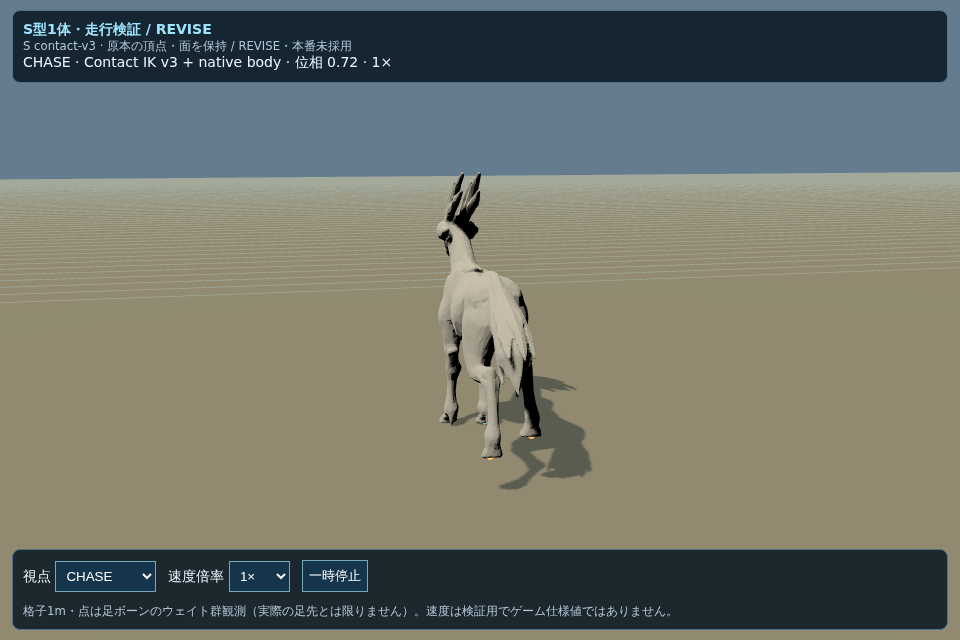 S型1体・走行検証 / REVISE
S contact-v3 · 原本の頂点・面を保持 / REVISE・本番未採用
CHASE · Contact IK v3 + native body · 位相 0.72 · 1×
視点 CHASE 速度倍率 1× 一時停止
格子1m・点は足ボーンのウェイト群観測（実際の足先とは限りません）。速度は検証用でゲーム仕様値ではありません。